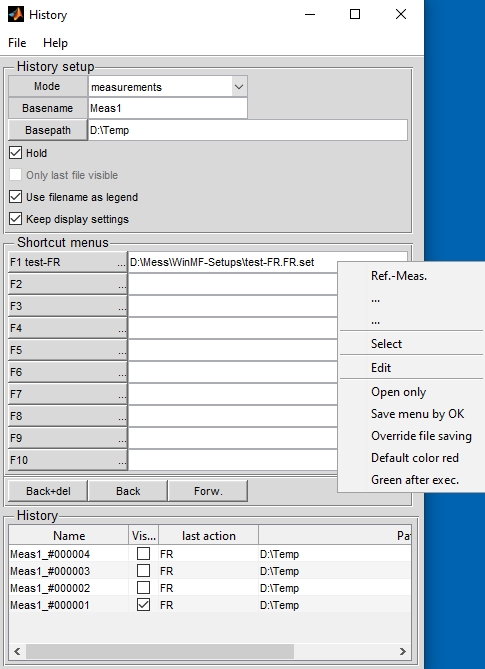 History
File Help
History setup
Mode measurements
Basename Meas1
Basepath D:\Temp
Hold
Only last file visible
Use filename as legend
Keep display settings
Shortcut menus
F1 test-FR ... D:\Mess\WinMF-Setups\test-FR.FR.set
F2 ...
F3 ...
F4 ...
F5 ...
F6 ...
F7 ...
F8 ...
F9 ...
F10 ...
Ref.-Meas.
...
...
Select
Edit
Open only
Save menu by OK
Override file saving
Default color red
Green after exec.
Back+del Back Forw.
History
Name Vis... last action Pa
Meas1_#000004 FR D:\Temp
Meas1_#000003 FR D:\Temp
Meas1_#000002 FR D:\Temp
Meas1_#000001 FR D:\Temp